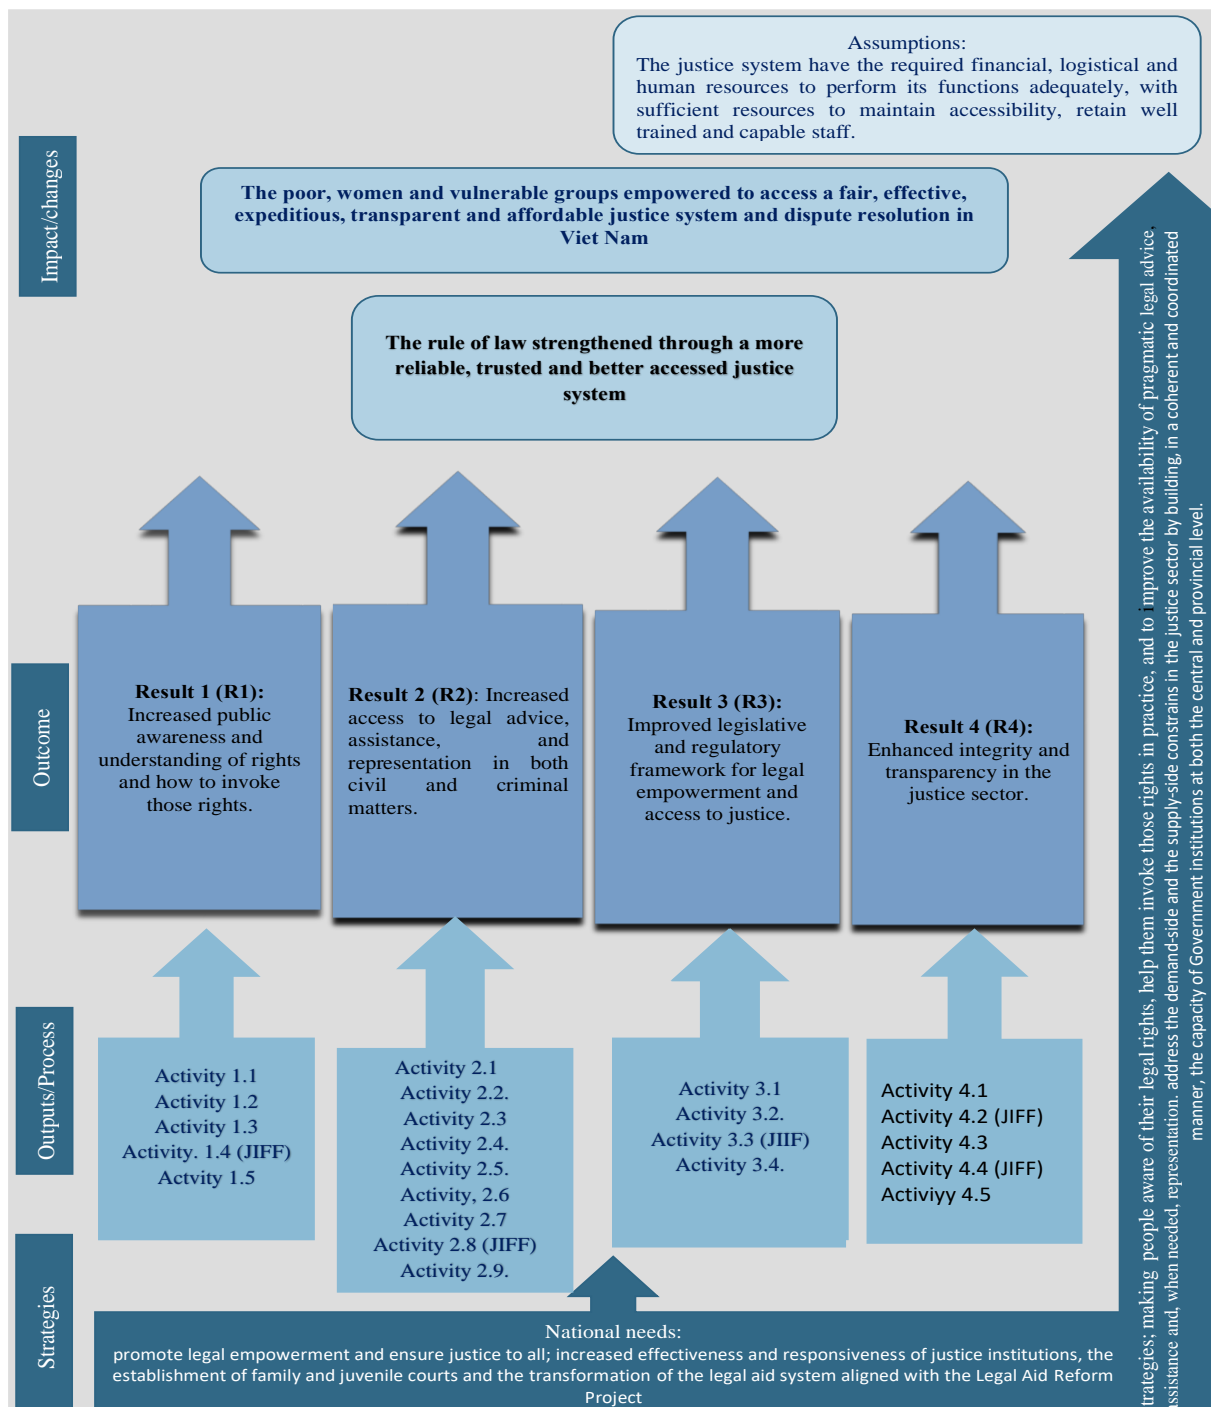 Assumptions:
The justice system have the required financial, logistical and
human resources to perform its functions adequately, with
sufficient resources to maintain accessibility, retain well
trained and capable staff.
Impact/changes
The poor, women and vulnerable groups empowered to access a fair, effective,
expeditious, transparent and affordable justice system and dispute resolution in
Viet Nam
The rule of law strengthened through a more
reliable, trusted and better accessed justice
system
Outcome
Result 1 (R1):
Increased public
awareness and
understanding of rights
and how to invoke
those rights.
Result 2 (R2): Increased
access to legal advice,
assistance, and
representation in both
civil and criminal
matters.
Result 3 (R3):
Improved legislative
and regulatory
framework for legal
empowerment and
access to justice.
Result 4 (R4):
Enhanced integrity and
transparency in the
justice sector.
Outputs/Process
Activity 1.1
Activity 1.2
Activity 1.3
Activity. 1.4 (JIFF)
Actvity 1.5
Activity 2.1
Activity 2.2.
Activity 2.3
Activity 2.4.
Activity 2.5.
Activity, 2.6
Activity 2.7
Activity 2.8 (JIFF)
Activity 2.9.
Activity 3.1
Activity 3.2.
Activity 3.3 (JIIF)
Activity 3.4.
Activity 4.1
Activity 4.2 (JIFF)
Activity 4.3
Activity 4.4 (JIFF)
Activiyy 4.5
Strategies
National needs:
promote legal empowerment and ensure justice to all; increased effectiveness and responsiveness of justice institutions, the
establishment of family and juvenile courts and the transformation of the legal aid system aligned with the Legal Aid Reform
Project
trategies; making people aware of their legal rights, help them invoke those rights in practice, and to improve the availability of pragmatic legal advice,
assistance and, when needed, representation. address the demand-side and the supply-side constrains in the justice sector by building, in a coherent and coordinated
manner, the capacity of Government institutions at both the central and provincial level.